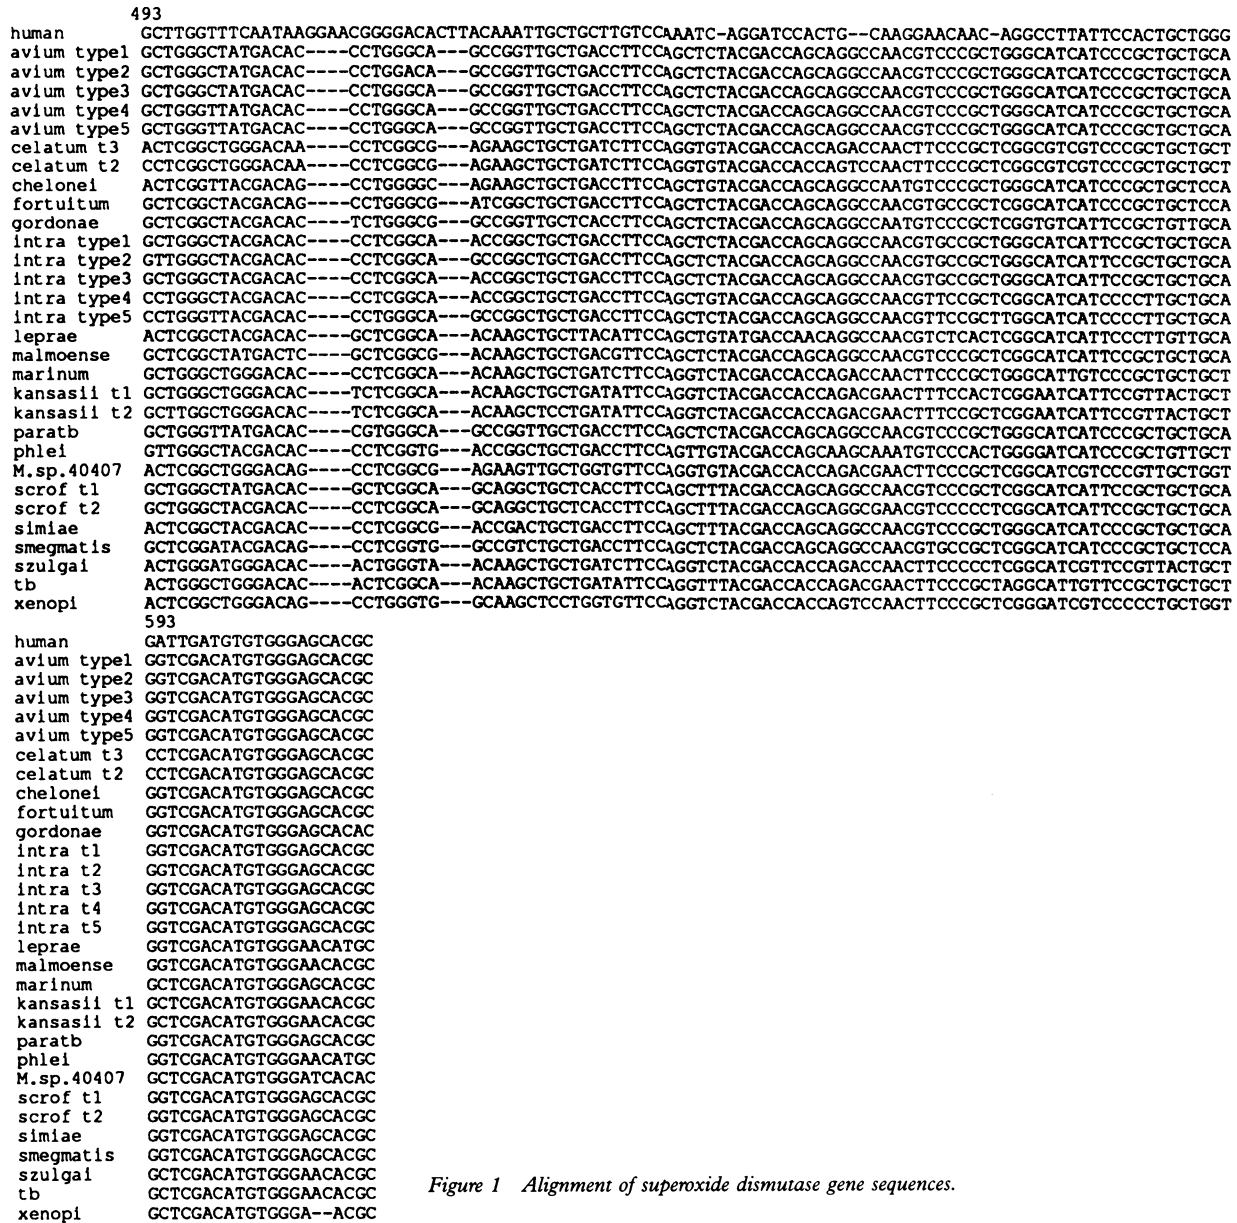 493
human GCTTGGTTTCAATAAGGAACGGGGACACTTACAAATTGCTGCTTGTCCAAATC-AGGATCCACTG--CAAGGAACAAC-AGGCCTTATTCCACTGCTGGG
avium type1 GCTGGGCTATGACAC----CCTGGGCA---GCCGGTTGCTGACCTTCCAGCTCTACGACCAGCAGGCCAACGTCCCGCTGGGCATCATCCCGCTGCTGCA
avium type2 GCTGGGCTATGACAC----CCTGGACA---GCCGGTTGCTGACCTTCCAGCTCTACGACCAGCAGGCCAACGTCCCGCTGGGCATCATCCCGCTGCTGCA
avium type3 GCTGGGCTATGACAC----CCTGGGCA---GCCGGTTGCTGACCTTCCAGCTCTACGACCAGCAGGCCAACGTCCCGCTGGGCATCATCCCGCTGCTGCA
avium type4 GCTGGGTTATGACAC----CCTGGGCA---GCCGGTTGCTGACCTTCCAGCTCTACGACCAGCAGGCCAACGTCCCGCTGGGCATCATCCCGCTGCTGCA
avium type5 GCTGGGTTATGACAC----CCTGGGCA---GCCGGTTGCTGACCTTCCAGCTCTACGACCAGCAGGCCAACGTCCCGCTGGGCATCATCCCGCTGCTGCA
celatum t3 ACTCGGCTGGGACAA----CCTCGGCG---AGAAGCTGCTGATCTTCCAGGTGTACGACCACCAGACCAACTTCCCGCTCGGCGTCGTCCCGCTGCTGCT
celatum t2 CCTCGGCTGGGACAA----CCTCGGCG---AGAAGCTGCTGATCTTCCAGGTGTACGACCACCAGTCCAACTTCCCGCTCGGCGTCGTCCCGCTGCTGCT
chelonei ACTCGGTTACGACAG----CCTGGGGC---AGAAGCTGCTGACCTTCCAGCTGTACGACCAGCAGGCCAATGTCCCGCTGGGCATCATCCCGCTGCTCCA
fortuitum GCTCGGCTACGACAG----CCTGGGCG---ATCGGCTGCTGACCTTCCAGCTCTACGACCAGCAGGCCAACGTGCCGCTCGGCATCATCCCGCTGCTCCA
gordonae GCTCGGCTACGACAC----TCTGGGCG---GCCGGTTGCTCACCTTCCAGCTCTACGACCAGCAGGCCAATGTCCCGCTCGGTGTCATTCCGCTGTTGCA
intra type1 GCTGGGCTACGACAC----CCTCGGCA---ACCGGCTGCTGACCTTCCAGCTCTACGACCAGCAGGCCAACGTGCCGCTGGGCATCATTCCGCTGCTGCA
intra type2 GTTGGGCTACGACAC----CCTCGGCA---GCCGGCTGCTGACCTTCCAGCTCTACGACCAGCAGGCCAACGTGCCGCTGGGCATCATTCCGCTGCTGCA
intra type3 GCTGGGCTACGACAC----CCTCGGCA---ACCGGCTGCTGACCTTCCAGCTCTACGACCAGCAGGCCAACGTGCCGCTGGGCATCATTCCGCTGCTGCA
intra type4 CCTGGGCTACGACAC----CCTCGGCA---ACCGGCTGCTGACCTTCCAGCTGTACGACCAGCAGGCCAACGTTCCGCTGGGCATCATCCCCTTGCTGCA
intra type5 CCTGGGTTACGACAC----CCTGGGCA---GCCGGCTGCTGACCTTCCAGCTCTACGACCAGCAGGCCAACGTTCCGCTTGGCATCATCCCCTTGCTGCA
leprae ACTCGGCTACGACAC----GCTCGGCA---ACAAGCTGCTTACATTCCAGCTGTATGACCAACAGGCCAACGTCTCACTCGGCATCATTCCCTTGTTGCA
malmoense GCTCGGCTATGACTC----GCTCGGCG---ACAAGCTGCTGACGTTCCAGCTCTACGACCAGCAGGCCAACGTCCCGCTCGGCATCATTCCGCTGCTGCA
marinum GCTGGGCTGGGACAC----CCTCGGCA---ACAAGCTGCTGATCTTCCAGGTCTACGACCACCAGACCAACTTCCCGCTGGGCATTGTCCCGCTGCTGCT
kansasii t1 GCTGGGCTGGGACAC----TCTCGGCA---ACAAGCTGCTGATATTCCAGGTCTACGACCACCAGACGAACTTTCCACTCGGAATCATTCCGTTACTGCT
kansasii t2 GCTTGGCTGGGACAC----TCTCGGCA---ACAAGCTCCTGATATTCCAGGTCTACGACCACCAGACGAACTTTCCGCTCGGAATCATTCCGTTACTGCT
paratb GCTGGGTTATGACAC----CGTGGGCA---GCCGGTTGCTGACCTTCCAGCTCTACGACCAGCAGGCCAACGTCCCGCTGGGCATCATCCCGCTGCTGCA
phlei GTTGGGCTACGACAC----CCTCGGTG---ACCGGCTGCTGACCTTCCAGTTGTACGACCAGCAAGCAAATGTCCCACTGGGGATCATCCCGCTGTTGCT
M.sp.40407 ACTCGGCTGGGACAG----CCTCGGCG---AGAAGTTGCTGGTGTTCCAGGTGTACGACCACCAGACGAACTTCCCGCTCGGCATCGTCCCGTTGCTGGT
scrof t1 GCTGGGCTATGACAC----GCTCGGCA---GCAGGCTGCTCACCTTCCAGCTTTACGACCAGCAGGCCAACGTCCCGCTCGGCATCATTCCGCTGCTGCA
scrof t2 GCTGGGCTACGACAC----CCTCGGCA---GCAGGCTGCTCACCTTCCAGCTTTACGACCAGCAGGCGAACGTCCCCCTCGGCATCATTCCGCTGCTGCA
simiae ACTCGGCTACGACAC----CCTCGGCG---ACCGACTGCTGACCTTCCAGCTTTACGACCAGCAGGCCAACGTCCCGCTGGGCATCATCCCGCTGCTGCA
smegmatis GCTCGGATACGACAG----CCTCGGTG---GCCGTCTGCTGACCTTCCAGCTCTACGACCAGCAGGCCAACGTGCCGCTCGGCATCATCCCGCTGCTCCA
szulgai ACTGGGATGGGACAC----ACTGGGTA---ACAAGCTGCTGATCTTCCAGGTCTACGACCACCAGACCAACTTCCCCCTCGGCATCGTTCCGTTACTGCT
tb ACTGGGCTGGGACAC----ACTCGGCA---ACAAGCTGCTGATATTCCAGGTTTACGACCACCAGACGAACTTCCCGCTAGGCATTGTTCCGCTGCTGCT
xenopi ACTCGGCTGGGACAG----CCTGGGTG---GCAAGCTCCTGGTGTTCCAGGTCTACGACCACCAGTCCAACTTCCCGCTCGGGATCGTCCCCCTGCTGGT
593
human GATTGATGTGTGGGAGCACGC
avium type1 GGTCGACATGTGGGAGCACGC
avium type2 GGTCGACATGTGGGAGCACGC
avium type3 GGTCGACATGTGGGAGCACGC
avium type4 GGTCGACATGTGGGAGCACGC
avium type5 GGTCGACATGTGGGAGCACGC
celatum t3 CCTCGACATGTGGGAGCACGC
celatum t2 CCTCGACATGTGGGAGCACGC
chelonei GGTCGACATGTGGGAGCACGC
fortuitum GGTCGACATGTGGGAGCACGC
gordonae GGTCGACATGTGGGAGCACAC
intra t1 GGTCGACATGTGGGAGCACGC
intra t2 GGTCGACATGTGGGAGCACGC
intra t3 GGTCGACATGTGGGAGCACGC
intra t4 GGTCGACATGTGGGAGCACGC
intra t5 GGTCGACATGTGGGAGCACGC
leprae GGTCGACATGTGGGAACATGC
malmoense GGTCGACATGTGGGAACACGC
marinum GCTCGACATGTGGGAGCACGC
kansasii t1 GCTCGACATGTGGGAACACGC
kansasii t2 GCTCGACATGTGGGAACACGC
paratb GGTCGACATGTGGGAGCACGC
phlei GGTCGACATGTGGGAACATGC
M.sp.40407 GCTCGACATGTGGGATCACAC
scrof t1 GGTCGACATGTGGGAGCACGC
scrof t2 GGTCGACATGTGGGAGCACGC
simiae GGTCGACATGTGGGAGCACGC
smegmatis GGTCGACATGTGGGAGCACGC
szulgai GCTCGACATGTGGGAACACGC
tb GCTCGACATGTGGGAACACGC
xenopi GCTCGACATGTGGGA--ACGC
Figure 1 Alignment of superoxide dismutase gene sequences.